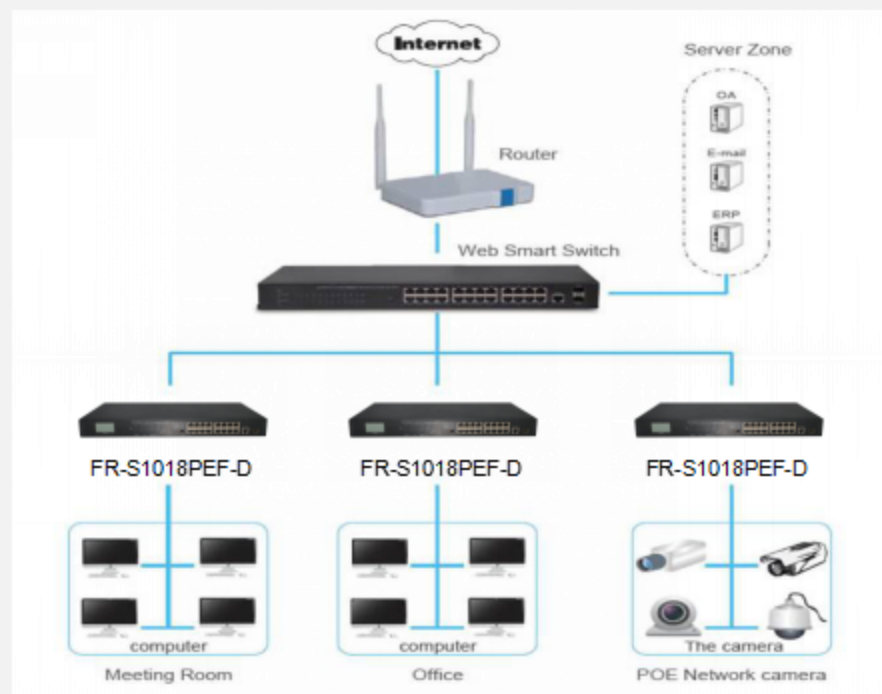 Internet
Server Zone
OA
E-mail
ERP
Router
Web Smart Switch
FR-S1018PEF-D
FR-S1018PEF-D
FR-S1018PEF-D
computer
computer
The camera
Meeting Room
Office
POE Network camera